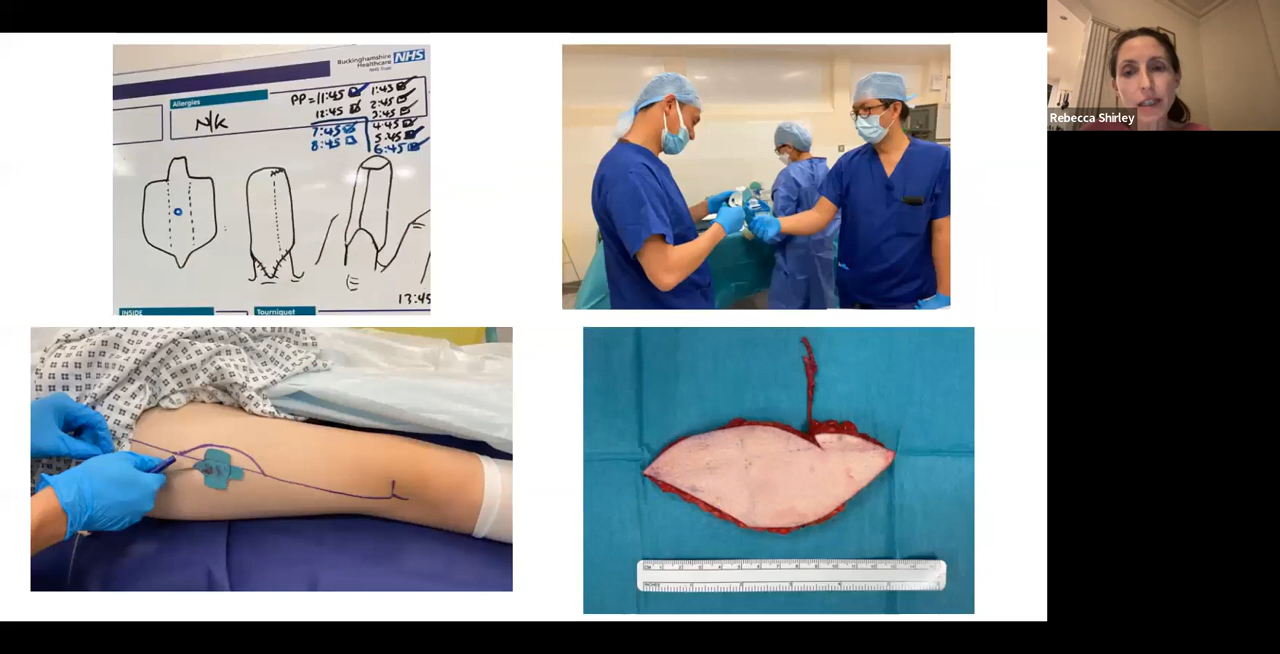 Buckinghamshire NHS
Healthcare
NHS Trust
Allergies
N/K
PP = 11:45
12:45
7:45
8:45
1:45
2:45
3:45
4:45
5:45
6:45
13:45
INSIDE
Tourniquet
CM
Rebecca Shirley